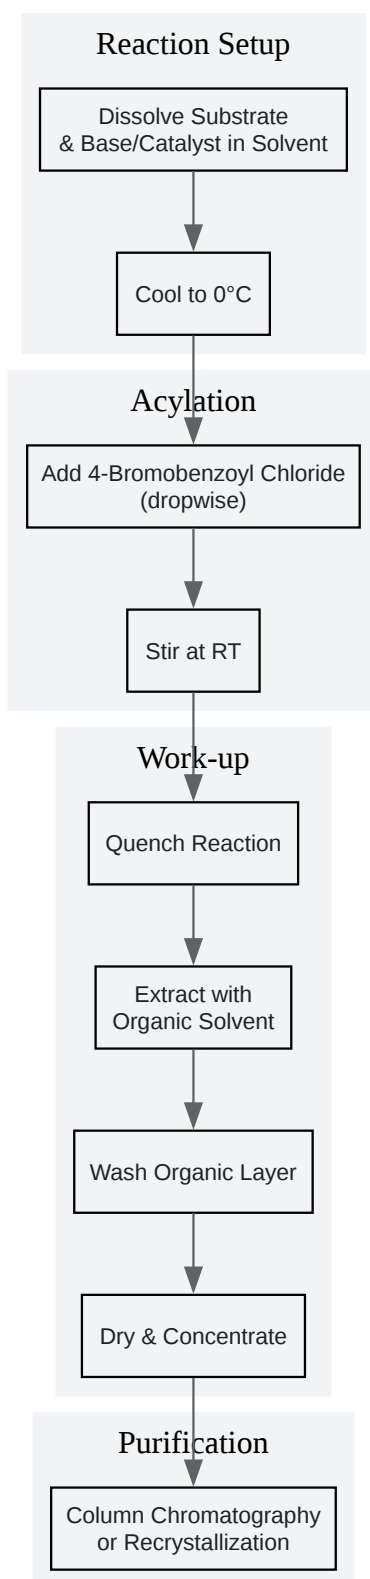 Reaction Setup
Dissolve Substrate
& Base/Catalyst in Solvent
Cool to 0°C
Acylation
Add 4-Bromobenzoyl Chloride
(dropwise)
Stir at RT
Work-up
Quench Reaction
Extract with
Organic Solvent
Wash Organic Layer
Dry & Concentrate
Purification
Column Chromatography
or Recrystallization